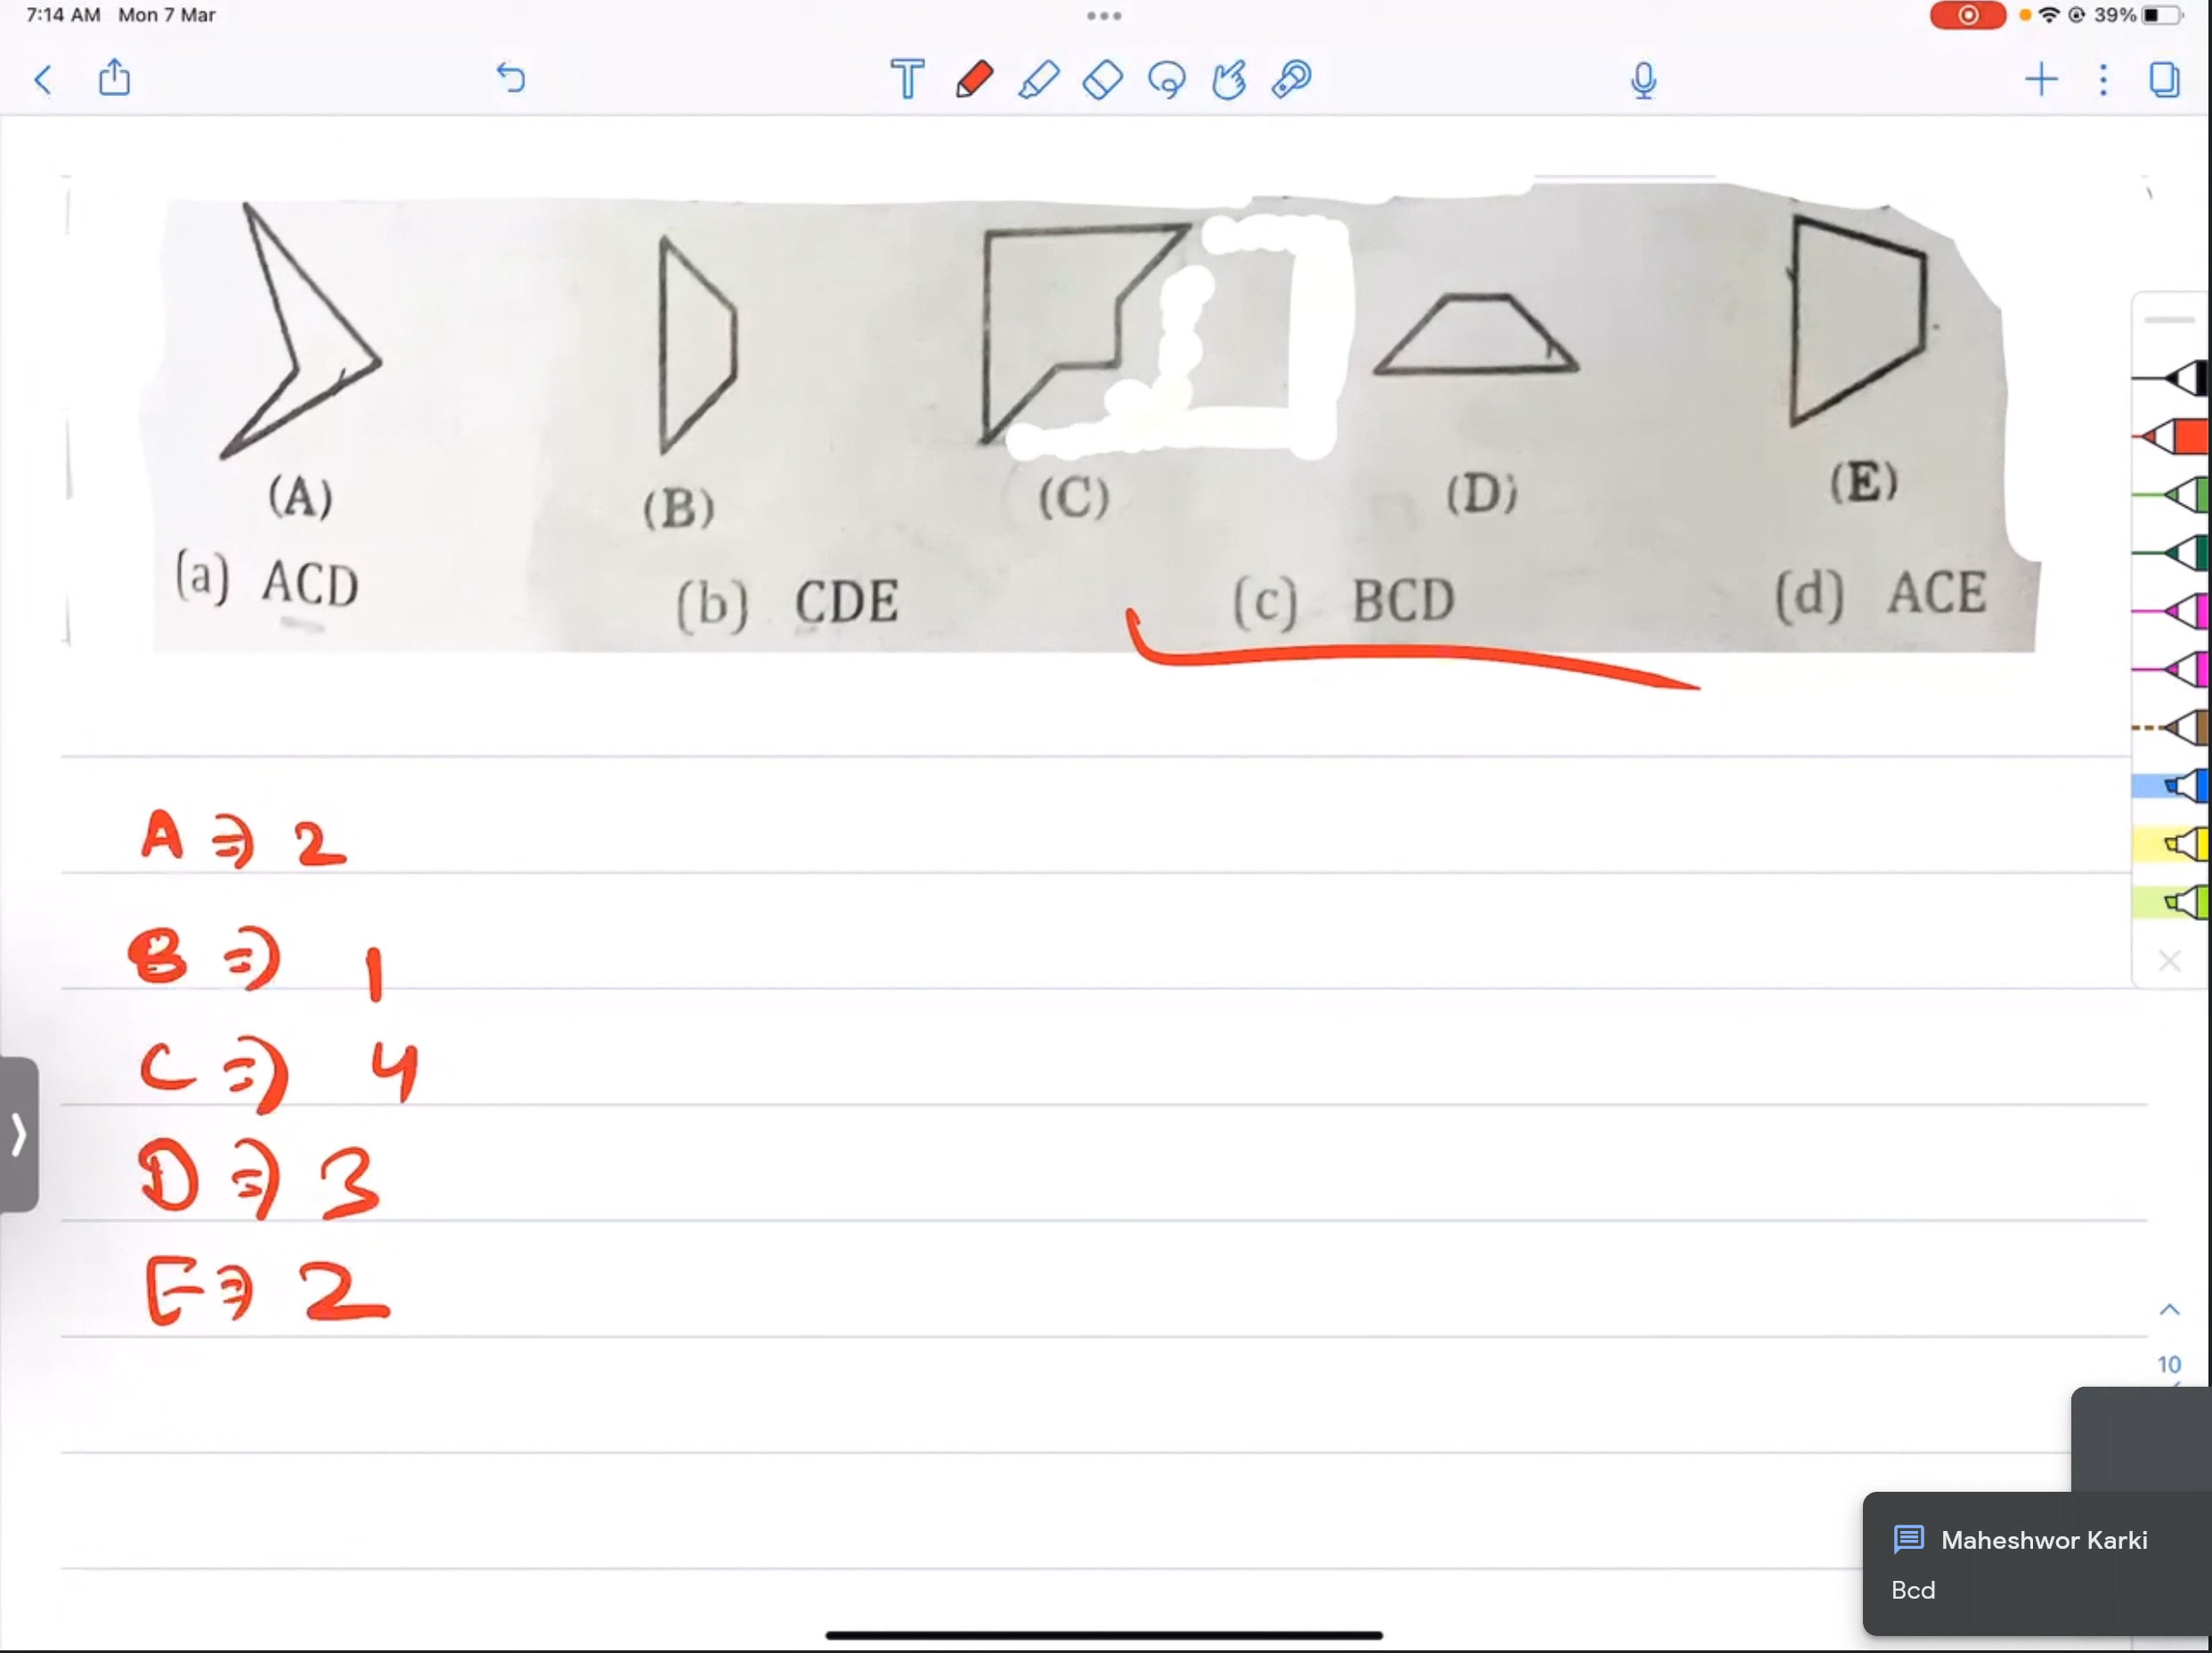 7:14 AM Mon 7 Mar
39%
(A) (B) (C) (D) (E)
(a) ACD (b) CDE (c) BCD (d) ACE
A ⇒ 2
B ⇒ 1
C ⇒ 4
D ⇒ 3
E ⇒ 2
10
Maheshwor Karki
Bcd